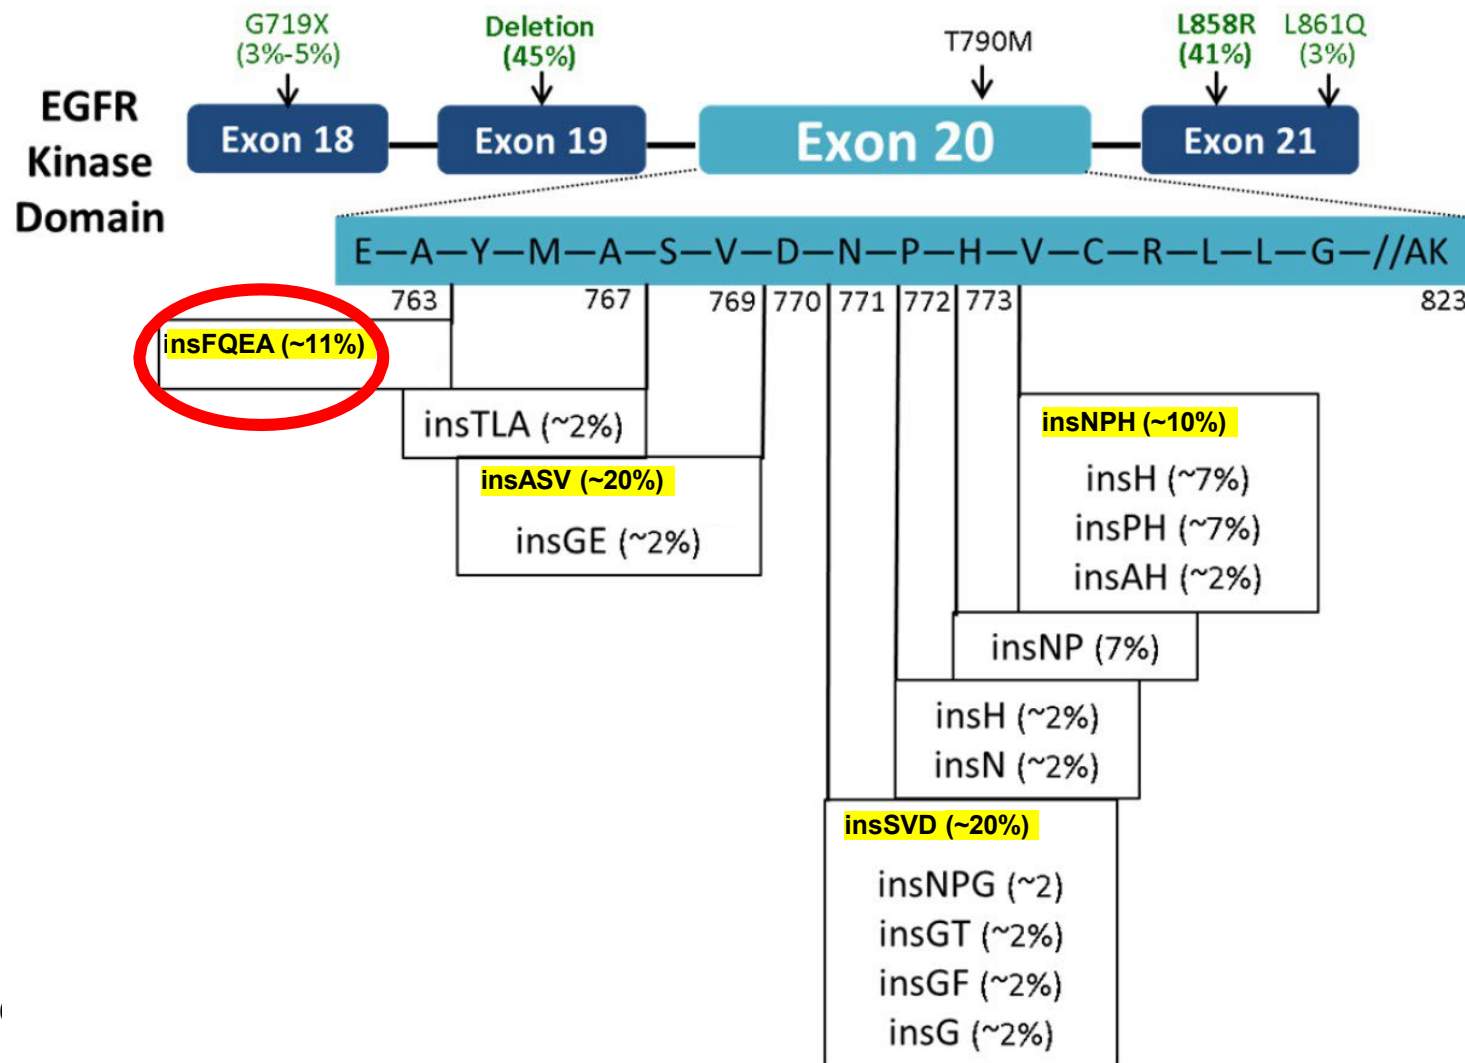 G719X
(3%-5%)
Deletion
(45%)
T790M
L858R
(41%)
L861Q
(3%)
EGFR
Kinase
Domain
Exon 18
Exon 19
Exon 20
Exon 21
E—A—Y—M—A—S—V—D—N—P—H—V—C—R—L—L—G—//AK
763
767
769
770
771
772
773
823
insFQEA (~11%)
insTLA (~2%)
insASV (~20%)
insGE (~2%)
insNPH (~10%)
insH (~7%)
insPH (~7%)
insAH (~2%)
insNP (7%)
insH (~2%)
insN (~2%)
insSVD (~20%)
insNPG (~2)
insGT (~2%)
insGF (~2%)
insG (~2%)